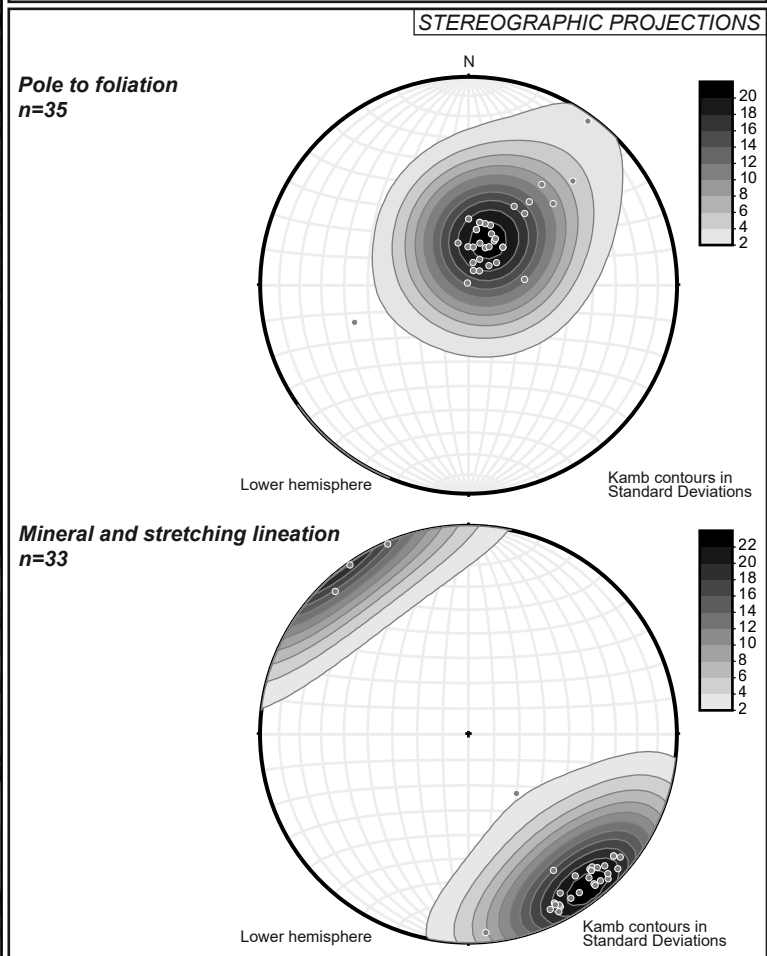 STEREOGRAPHIC PROJECTIONS
Pole to foliation
n=35
N
20
18
16
14
12
10
8
6
4
2
Lower hemisphere
Kamb contours in
Standard Deviations
Mineral and stretching lineation
n=33
22
20
18
16
14
12
10
8
6
4
2
Lower hemisphere
Kamb contours in
Standard Deviations